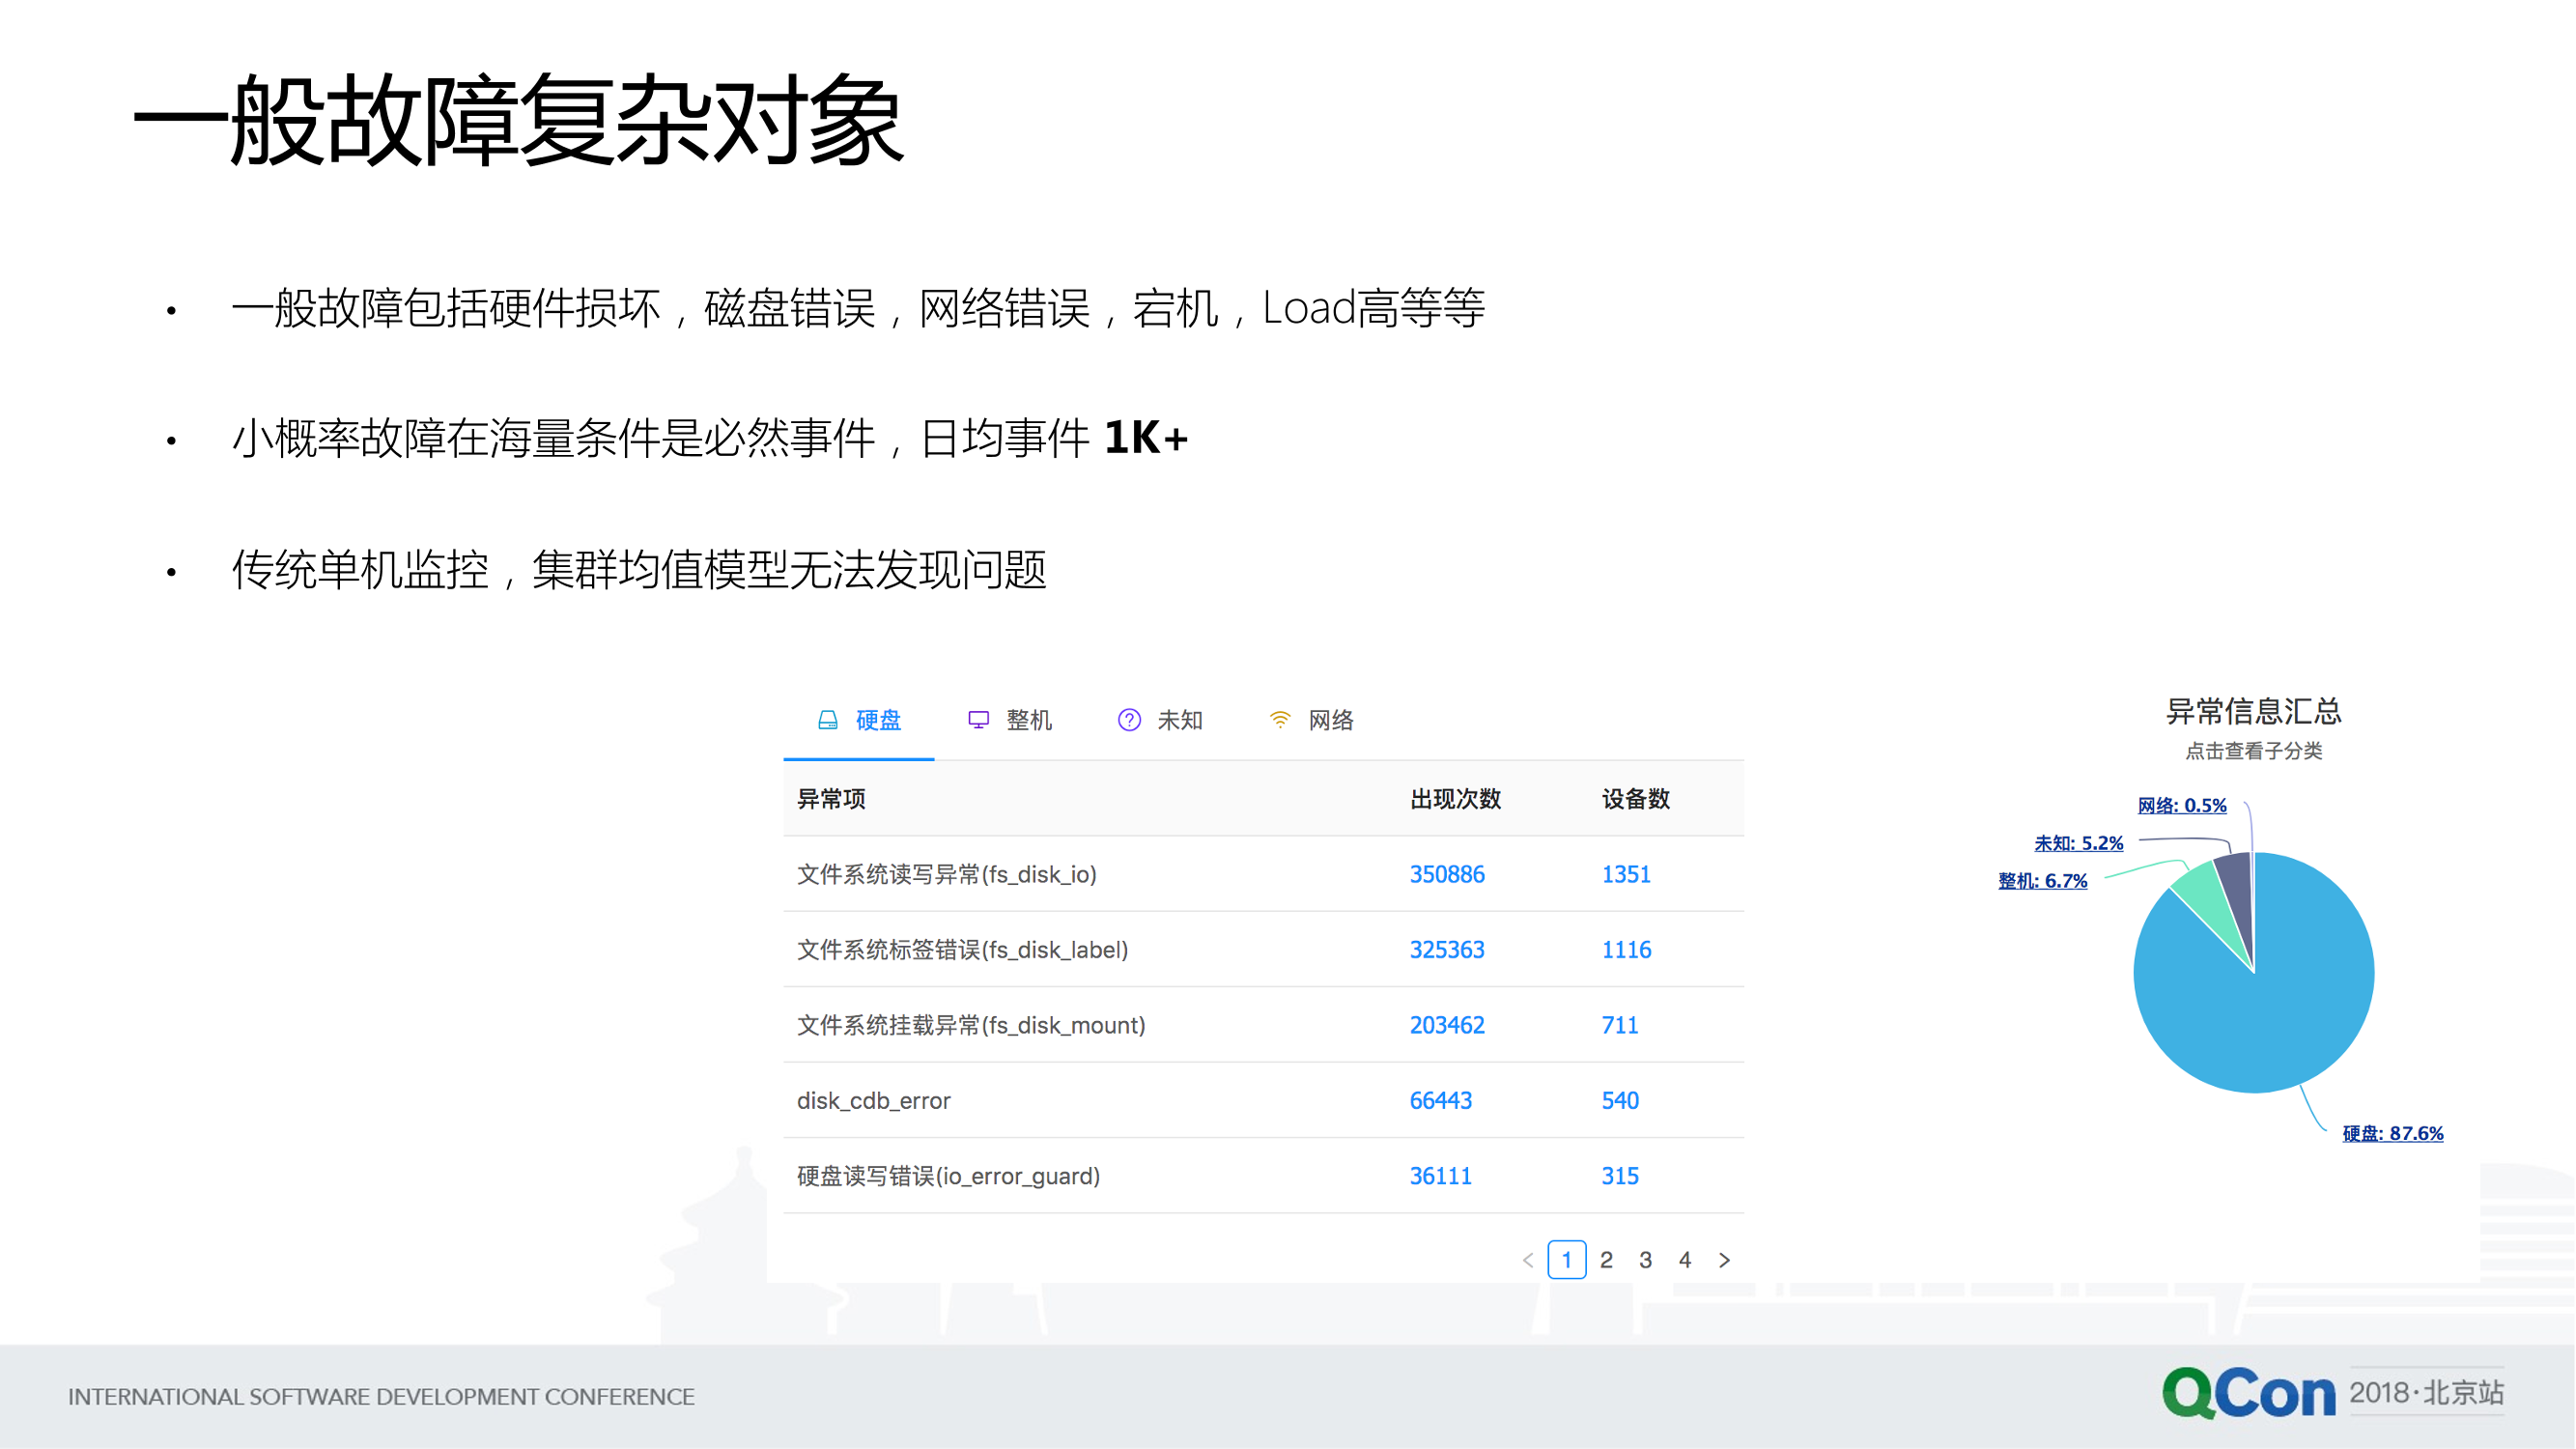 一般故障复杂对象
• 一般故障包括硬件损坏，磁盘错误，网络错误，宕机，Load高等等
• 小概率故障在海量条件是必然事件，日均事件 1K+
• 传统单机监控，集群均值模型无法发现问题
硬盘 整机 未知 网络
异常项 出现次数 设备数
文件系统读写异常(fs_disk_io) 350886 1351
文件系统标签错误(fs_disk_label) 325363 1116
文件系统挂载异常(fs_disk_mount) 203462 711
disk_cdb_error 66443 540
硬盘读写错误(io_error_guard) 36111 315
< 1 2 3 4 >
异常信息汇总
点击查看子分类
网络: 0.5%
未知: 5.2%
整机: 6.7%
硬盘: 87.6%
INTERNATIONAL SOFTWARE DEVELOPMENT CONFERENCE
QCon 2018·北京站